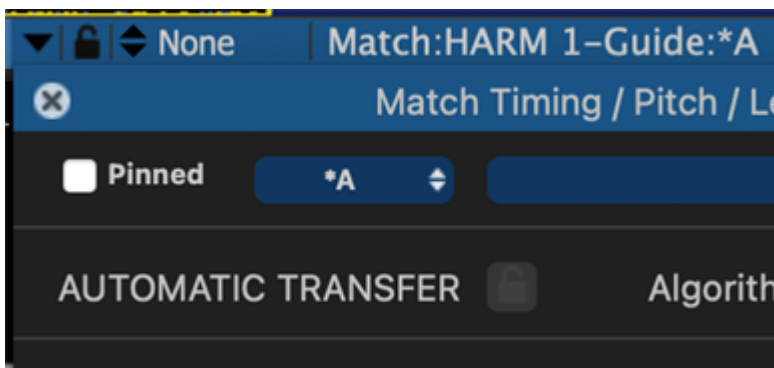 None Match:HARM 1-Guide:*A
Match Timing / Pitch / Le
Pinned *A
AUTOMATIC TRANSFER Algorith